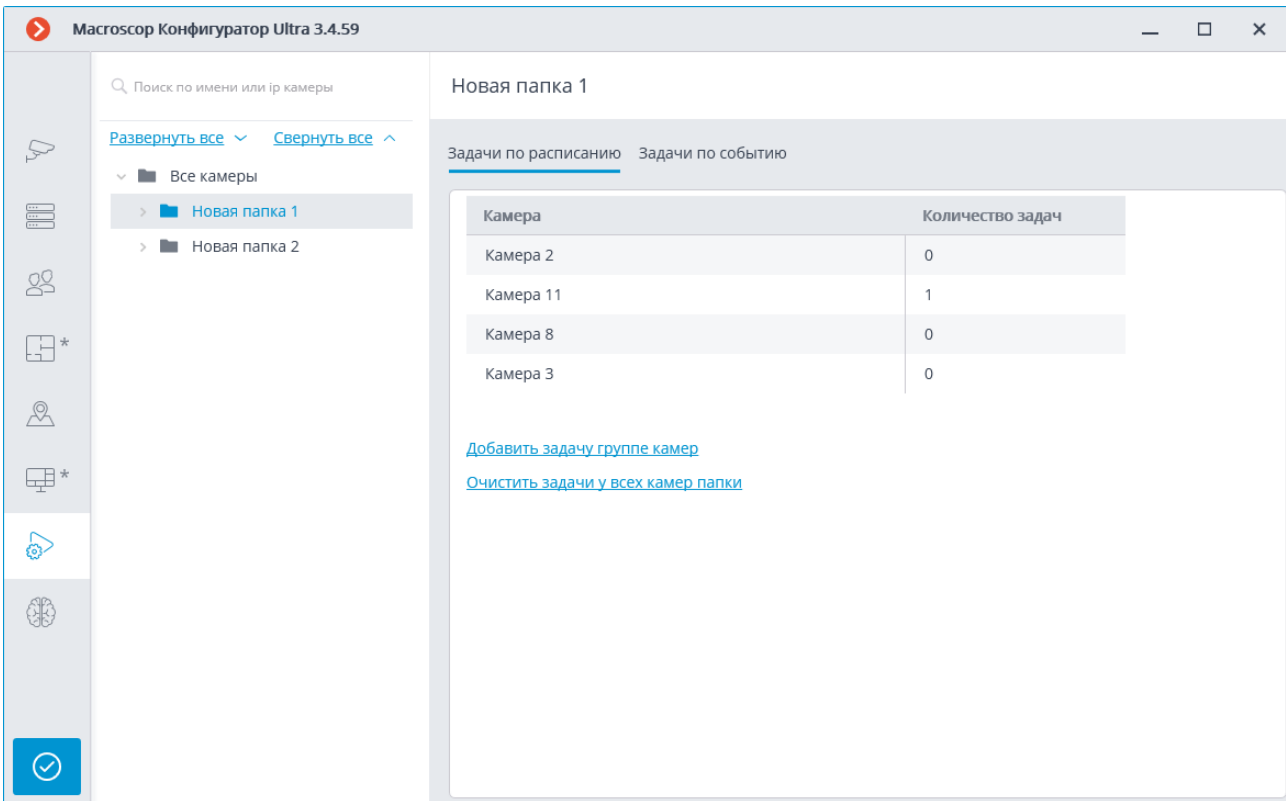 Macroscop Конфигуратор Ultra 3.4.59
Поиск по имени или ip камеры
Развернуть все Свернуть все
Все камеры
Новая папка 1
Новая папка 2
*
*
Новая папка 1
Задачи по расписанию Задачи по событию
Камера Количество задач
Камера 2 0
Камера 11 1
Камера 8 0
Камера 3 0
Добавить задачу группе камер
Очистить задачи у всех камер папки